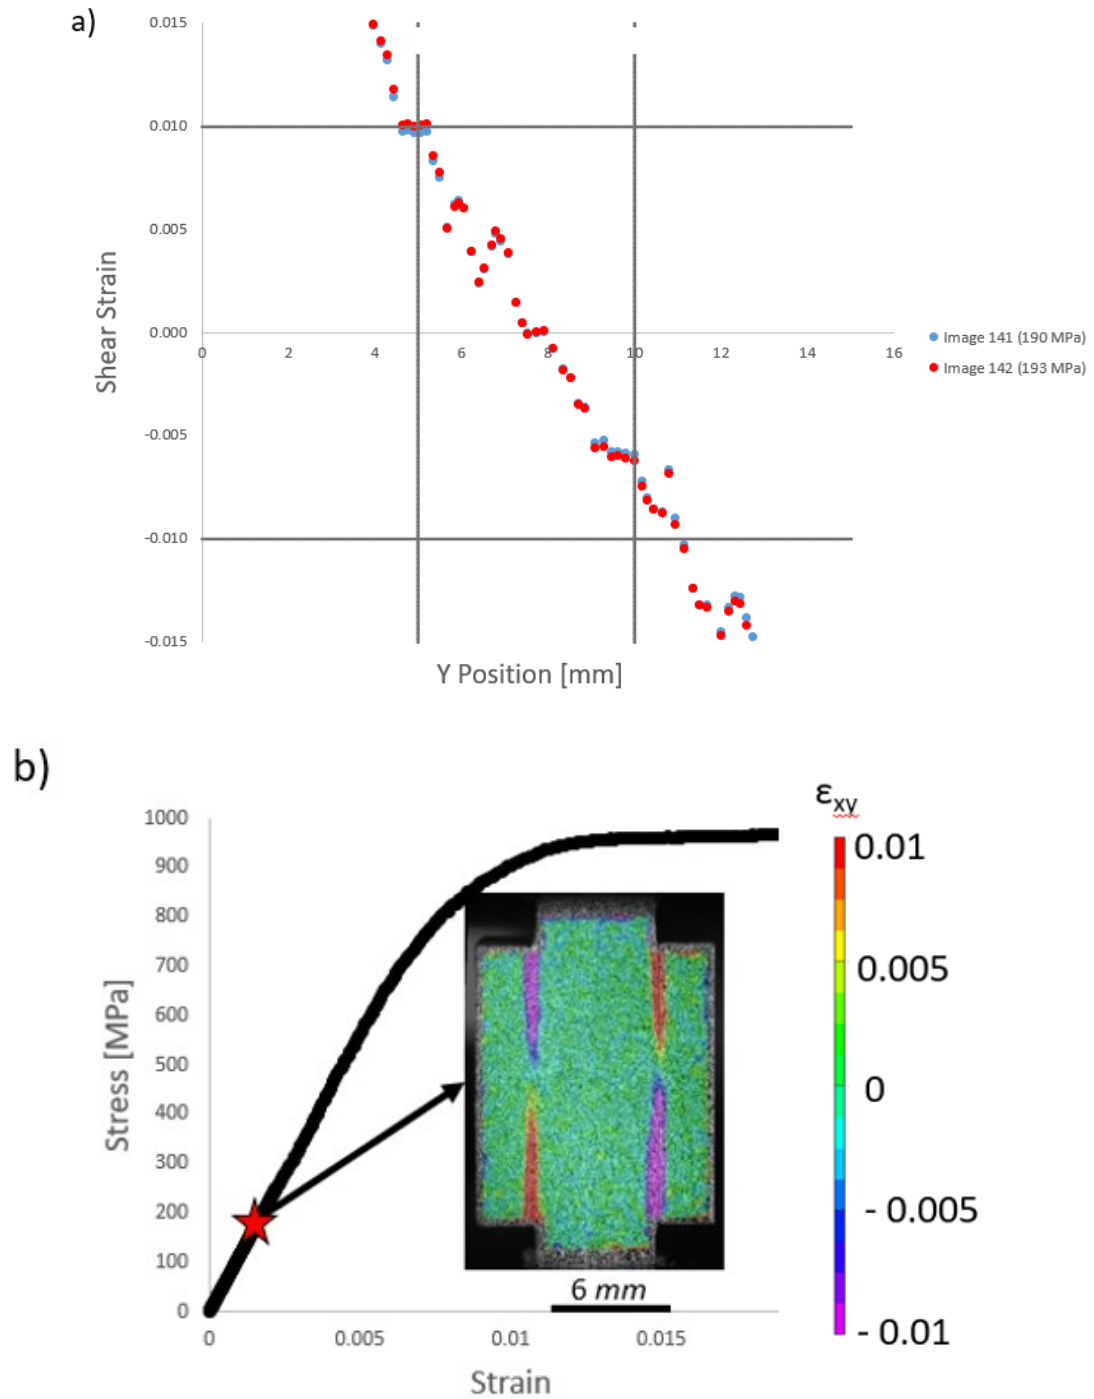 a)
0.015
0.010
0.005
0.000
-0.005
-0.010
-0.015
0 2 4 6 8 10 12 14 16
Shear Strain
Y Position [mm]
Image 141 (190 MPa)
Image 142 (193 MPa)
b)
1000
900
800
700
600
500
400
300
200
100
0
0 0.005 0.01 0.015
Stress [MPa]
Strain
6 mm
εxy
0.01
0.005
0
- 0.005
- 0.01